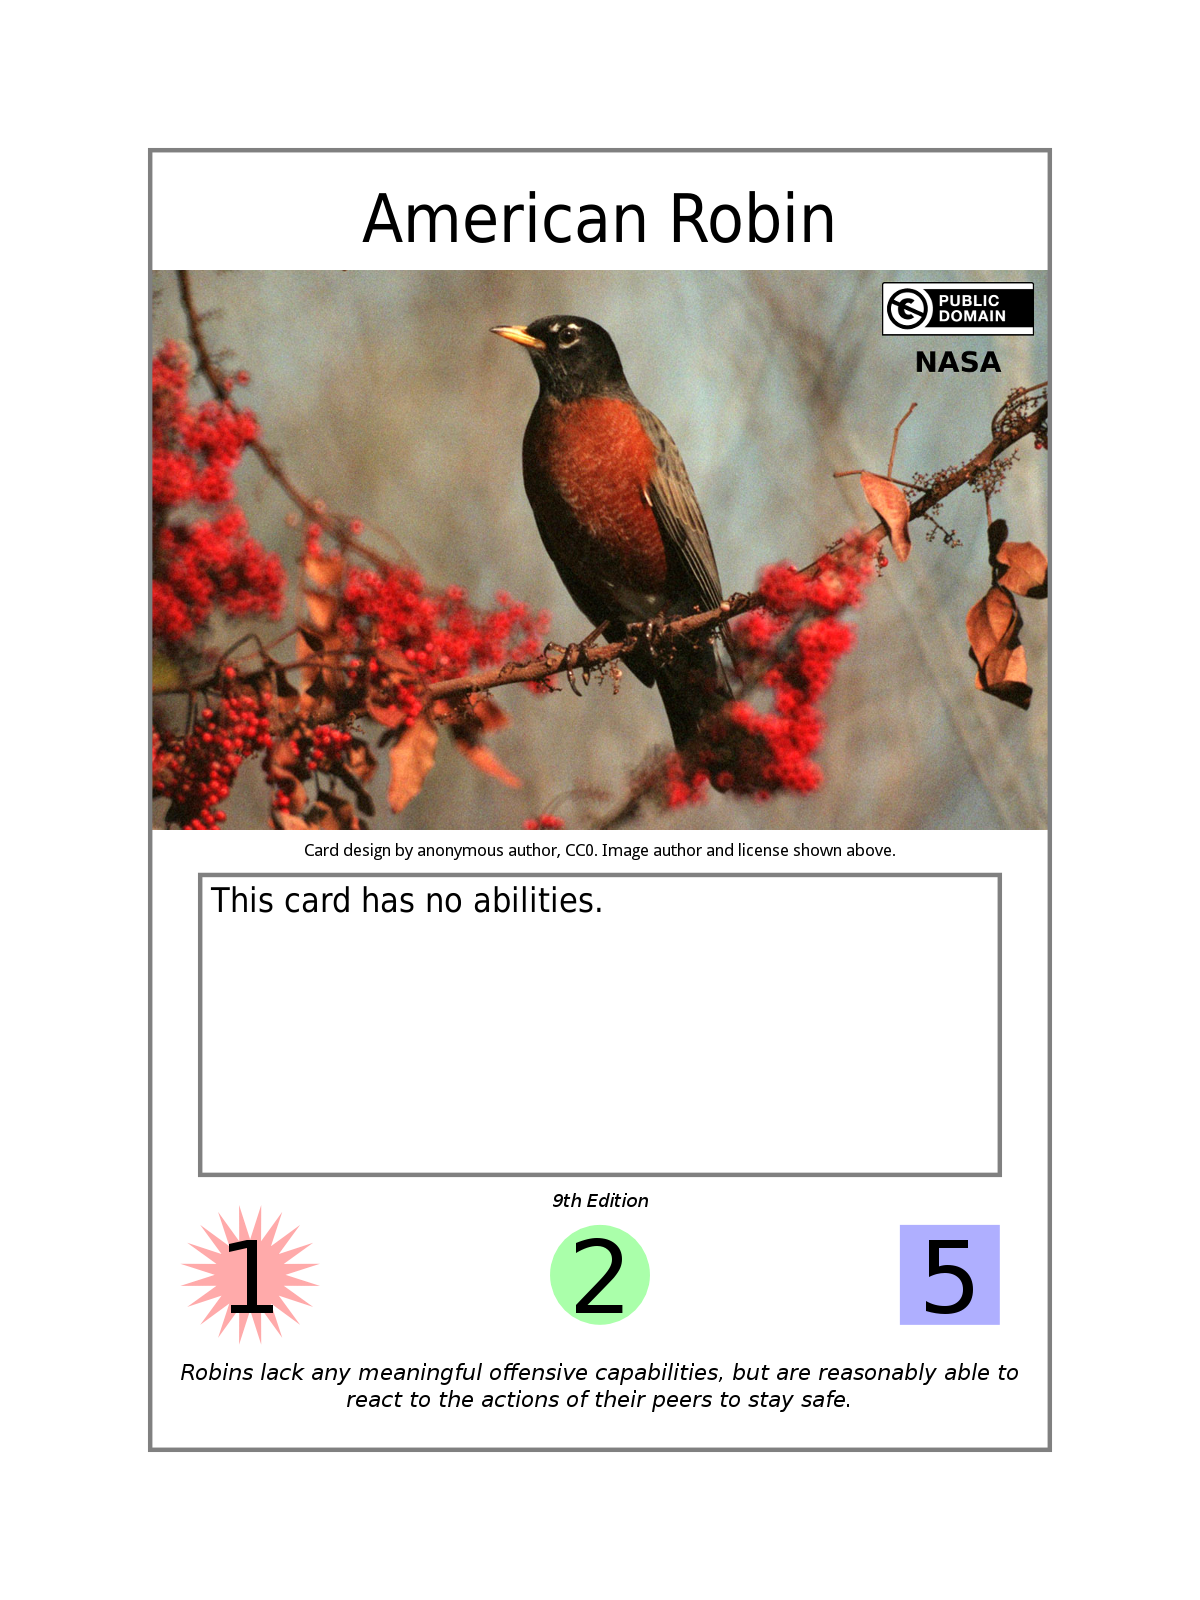 American Robin
PUBLIC
DOMAIN
NASA
Card design by anonymous author, CC0. Image author and license shown above.
This card has no abilities.
9th Edition
1
2
5
Robins lack any meaningful offensive capabilities, but are reasonably able to
react to the actions of their peers to stay safe.